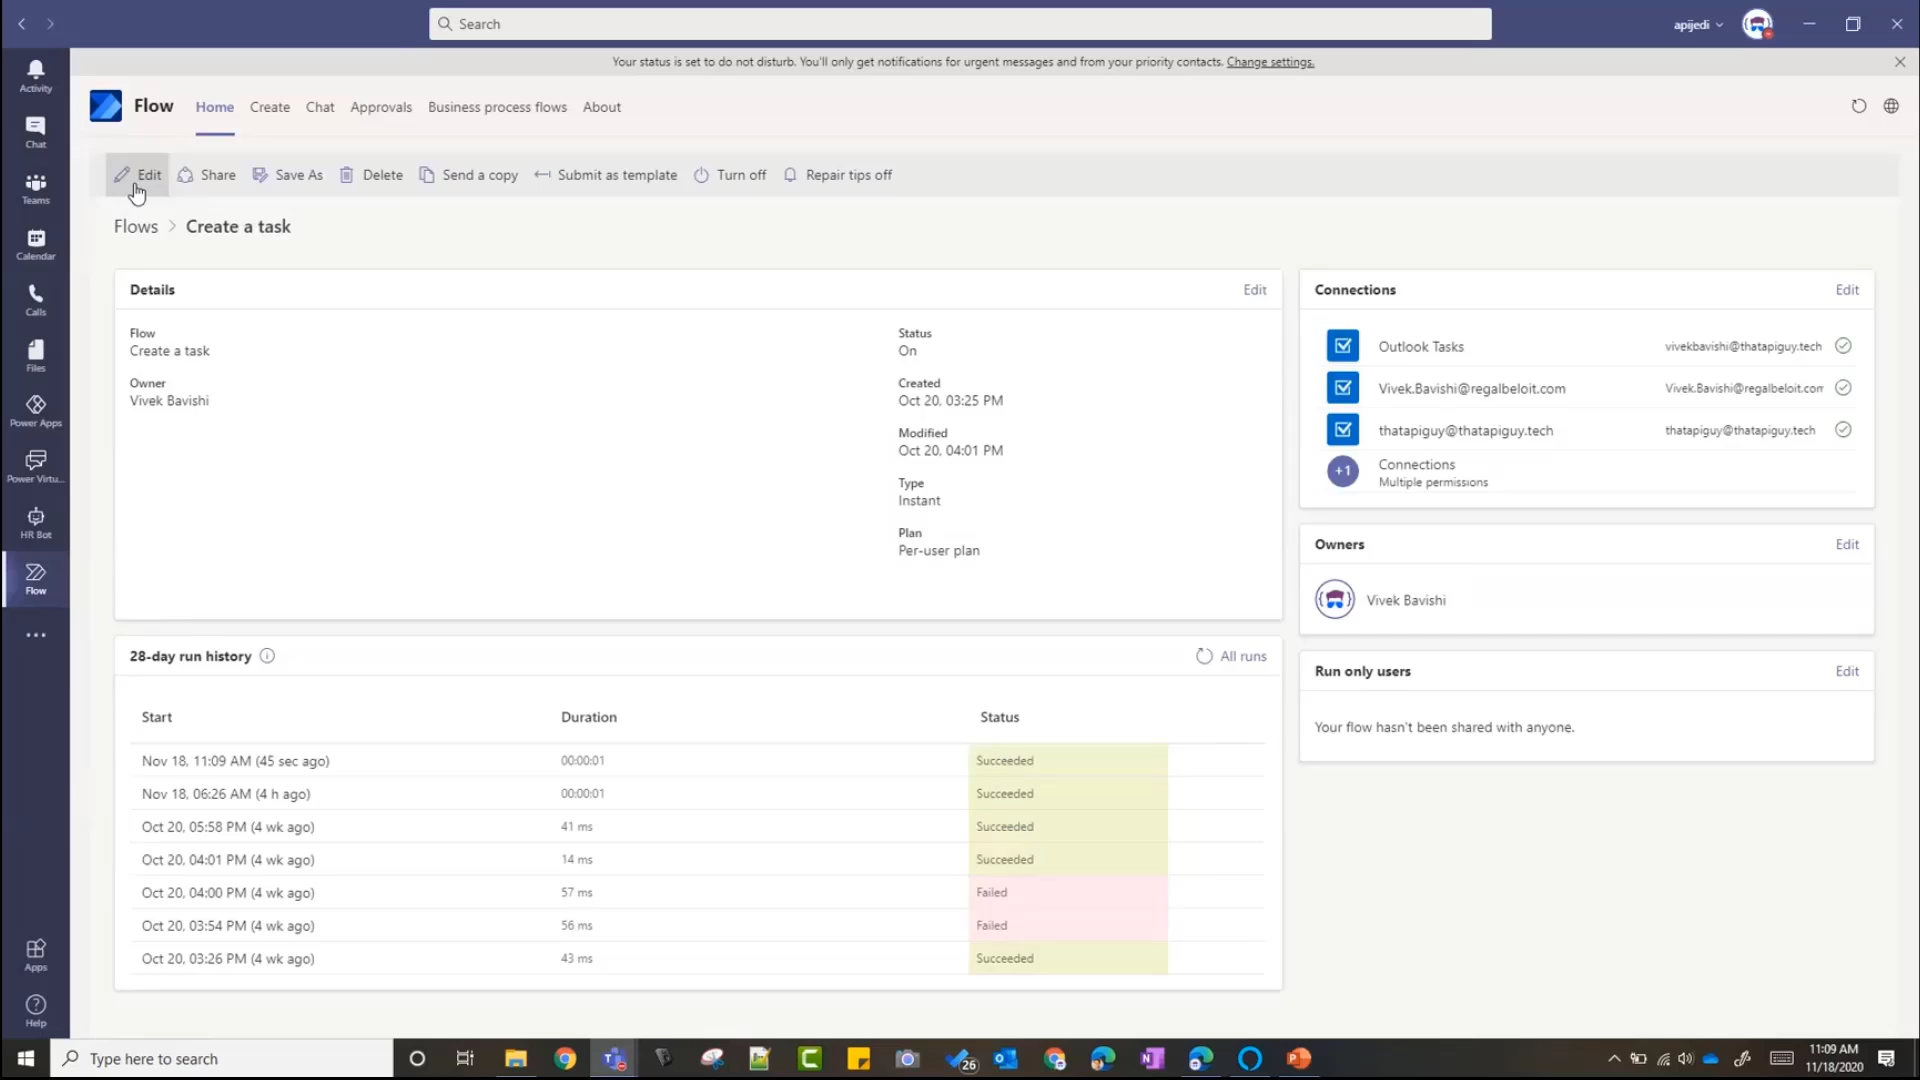 Search
apijedi
Your status is set to do not disturb. You'll only get notifications for urgent messages and from your priority contacts. Change settings.
Activity
Chat
Teams
Calendar
Calls
Files
Power Apps
Power Virtu...
HR Bot
Flow
Apps
Help
Flow Home Create Chat Approvals Business process flows About
Edit Share Save As Delete Send a copy Submit as template Turn off Repair tips off
Flows > Create a task
Details Edit
Flow
Create a task
Owner
Vivek Bavishi
Status
On
Created
Oct 20, 03:25 PM
Modified
Oct 20, 04:01 PM
Type
Instant
Plan
Per-user plan
Connections Edit
Outlook Tasks vivekbavishi@thatapiguy.tech
Vivek.Bavishi@regalbeloit.com Vivek.Bavishi@regalbeloit.com
thatapiguy@thatapiguy.tech thatapiguy@thatapiguy.tech
+1 Connections
Multiple permissions
Owners Edit
Vivek Bavishi
Run only users Edit
Your flow hasn't been shared with anyone.
28-day run history All runs
Start Duration Status
Nov 18, 11:09 AM (45 sec ago) 00:00:01 Succeeded
Nov 18, 06:26 AM (4 h ago) 00:00:01 Succeeded
Oct 20, 05:58 PM (4 wk ago) 41 ms Succeeded
Oct 20, 04:01 PM (4 wk ago) 14 ms Succeeded
Oct 20, 04:00 PM (4 wk ago) 57 ms Failed
Oct 20, 03:54 PM (4 wk ago) 56 ms Failed
Oct 20, 03:26 PM (4 wk ago) 43 ms Succeeded
Type here to search
26
11:09 AM
11/18/2020